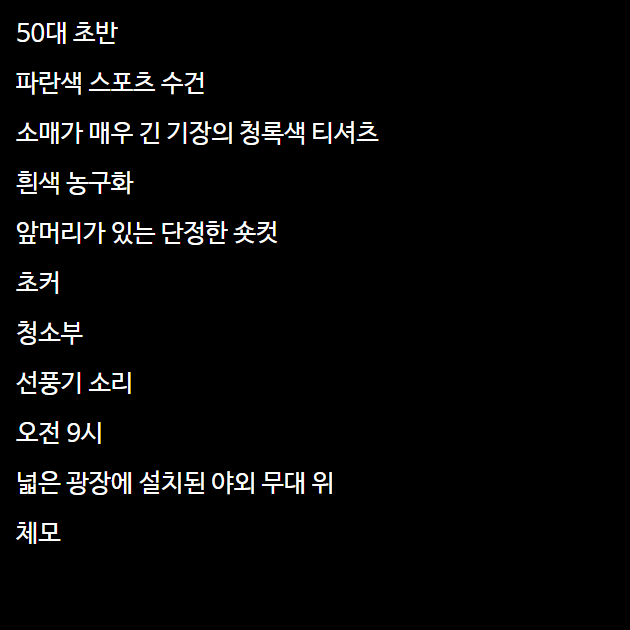 50대 초반
파란색 스포츠 수건
소매가 매우 긴 기장의 청록색 티셔츠
흰색 농구화
앞머리가 있는 단정한 숏컷
초커
청소부
선풍기 소리
오전 9시
넓은 광장에 설치된 야외 무대 위
체모